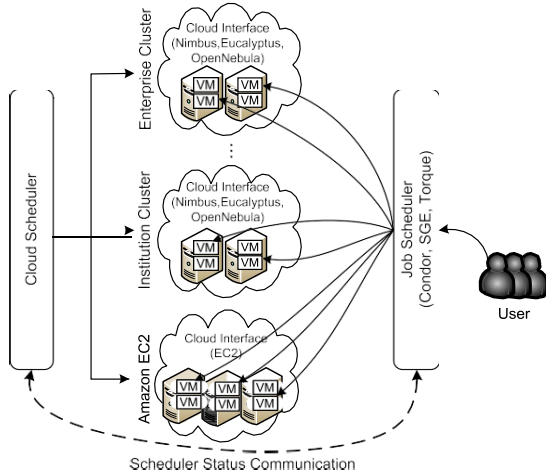 Enterprise Cluster
Cloud Interface
(Nimbus,Eucalyptus,
OpenNebula)
VM VM
VM VM
Cloud Scheduler
Institution Cluster
Cloud Interface
(Nimbus,Eucalyptus,
OpenNebula)
VM VM
VM VM
Job Scheduler
(Condor, SGE, Torque)
User
Amazon EC2
Cloud Interface
(EC2)
VM VM VM
VM VM VM
Scheduler Status Communication